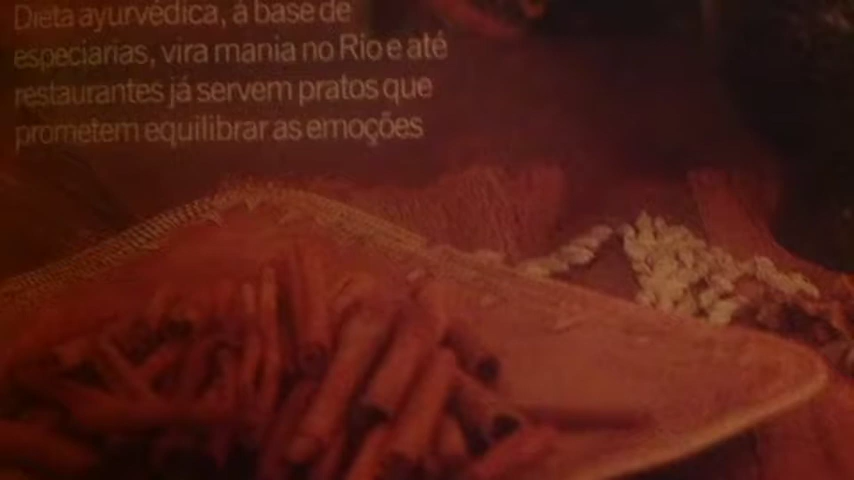 Dieta ayurvédica, à base de
especiarias, vira mania no Rio e até
restaurantes já servem pratos que
prometem equilibrar as emoções